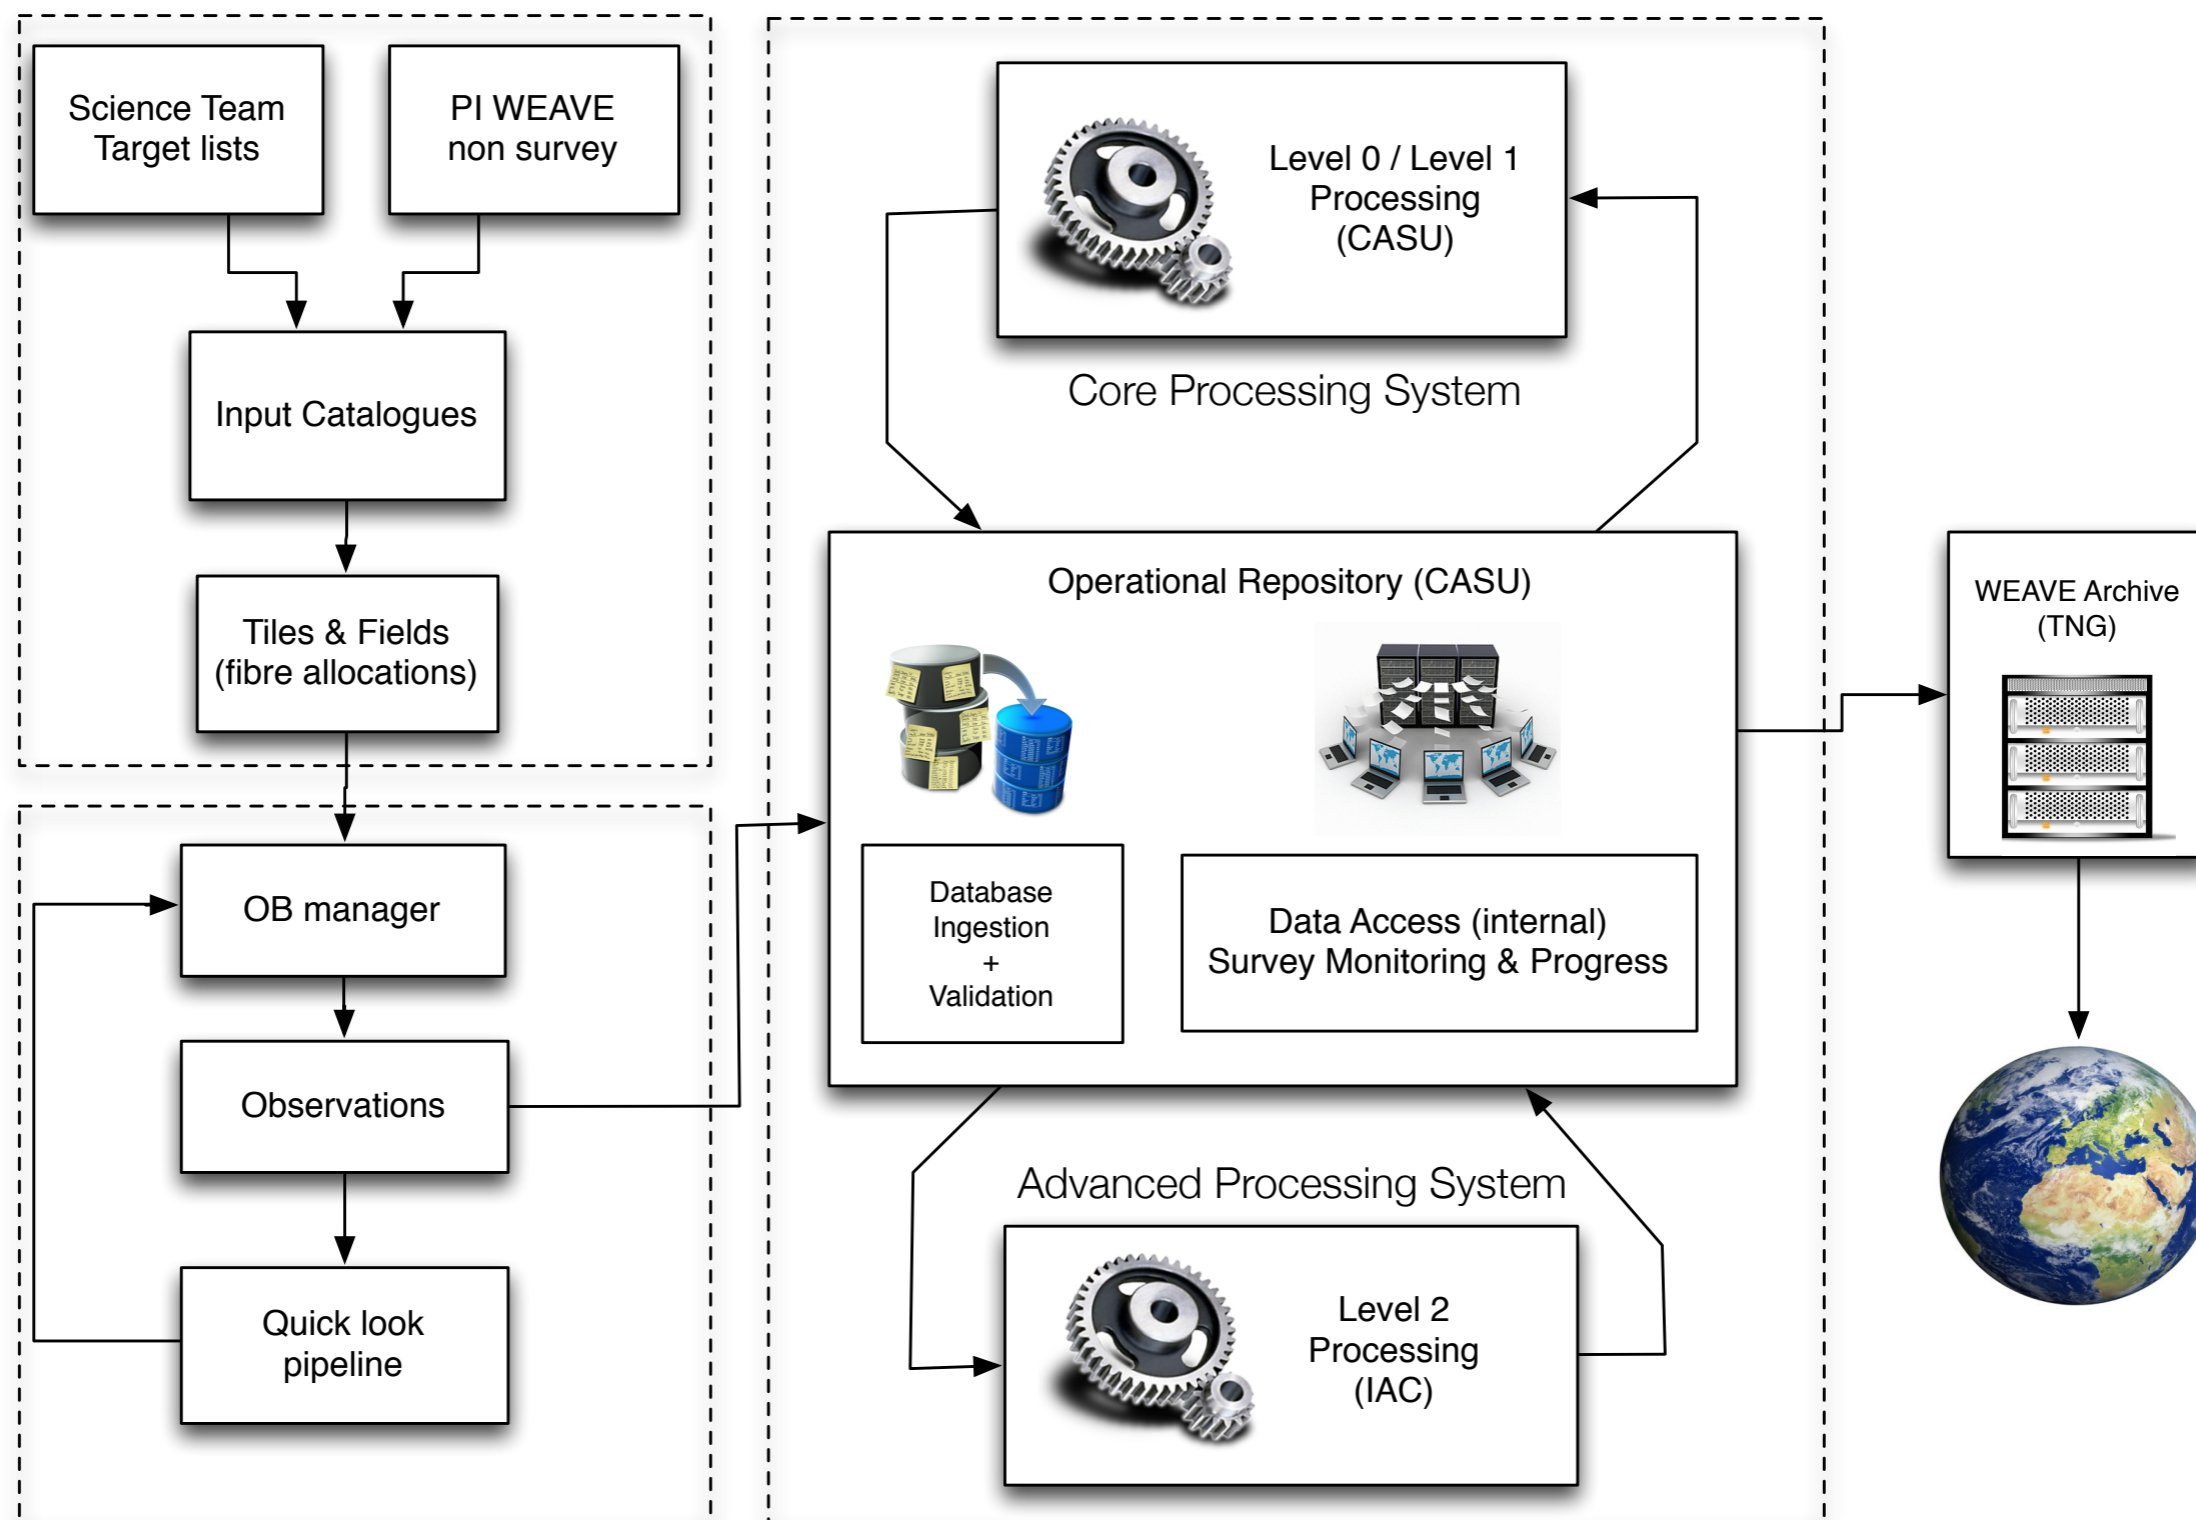 Science Team
Target lists
PI WEAVE
non survey
Input Catalogues
Tiles & Fields
(fibre allocations)
OB manager
Observations
Quick look
pipeline
Level 0 / Level 1
Processing
(CASU)
Core Processing System
Operational Repository (CASU)
Database
Ingestion
+
Validation
Data Access (internal)
Survey Monitoring & Progress
Advanced Processing System
Level 2
Processing
(IAC)
WEAVE Archive
(TNG)